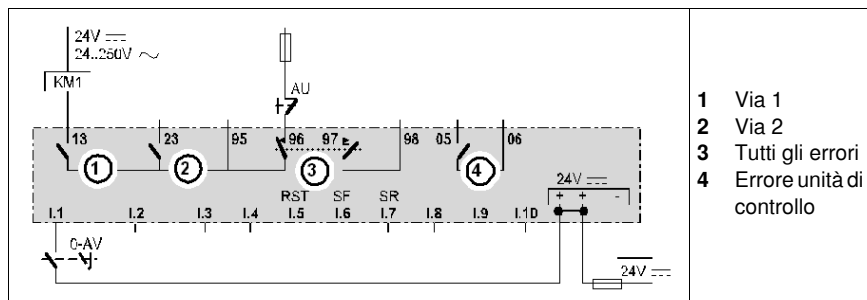 24V
24..250V
KM1
AU
13 23 95 96 97 98 05 06
1 2 3 4
24V
RST SF SR
+ + -
I.1 I.2 I.3 I.4 I.5 I.6 I.7 I.8 I.9 I.10
0-AV
24V
1 Via 1
2 Via 2
3 Tutti gli errori
4 Errore unità di
controllo